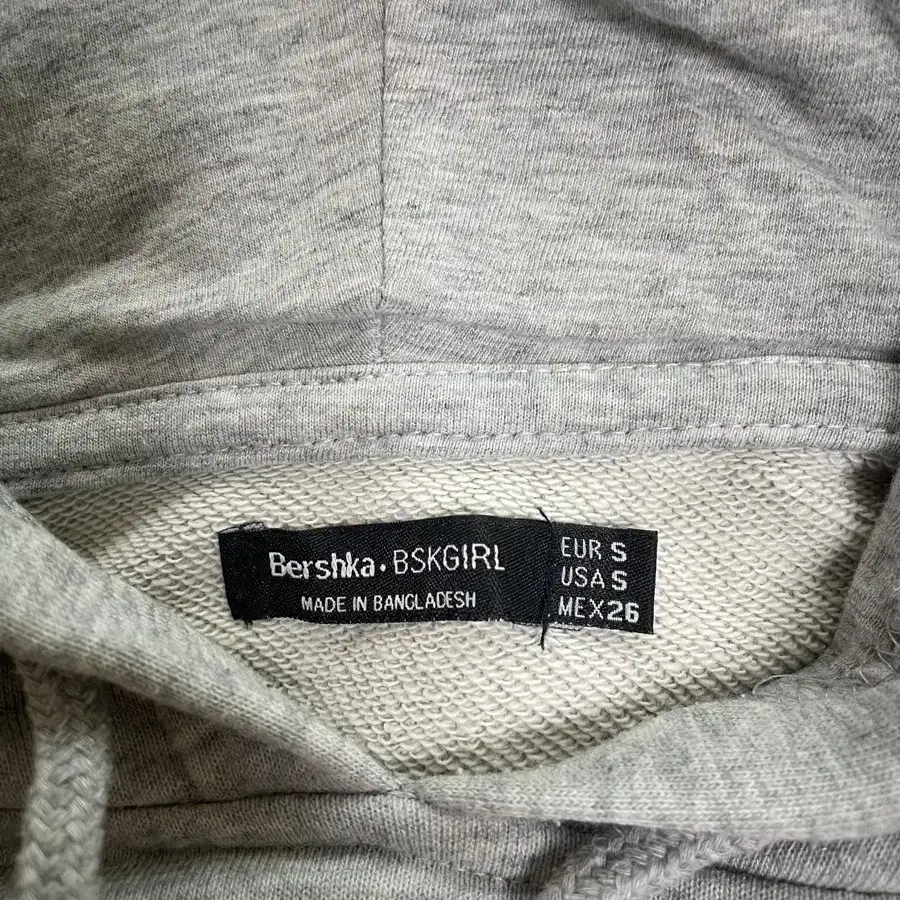 Bershka • BSKGIRL
MADE IN BANGLADESH
EUR S
USA S
MEX 26